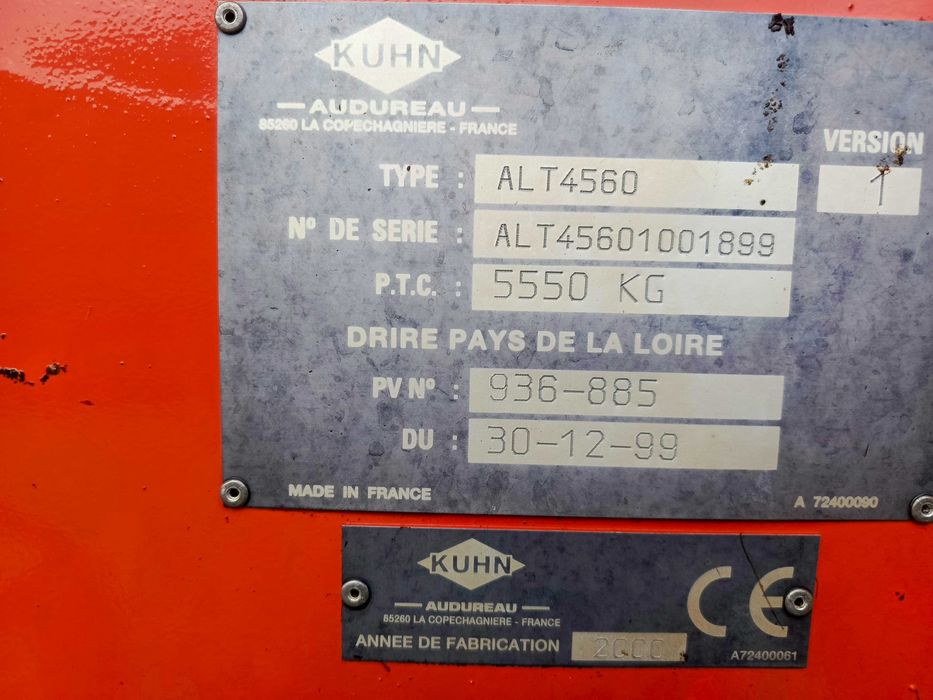 KUHN
AUDUREAU
85260 LA COPECHAGNIERE - FRANCE
VERSION
TYPE : ALT4560 1
Nº DE SERIE : ALT45601001899
P.T.C. : 5550 KG
DRIRE PAYS DE LA LOIRE
PV Nº : 936-885
DU : 30-12-99
MADE IN FRANCE A 72400090
KUHN
AUDUREAU
85260 LA COPECHAGNIERE - FRANCE
CE
ANNEE DE FABRICATION 2000
A72400061